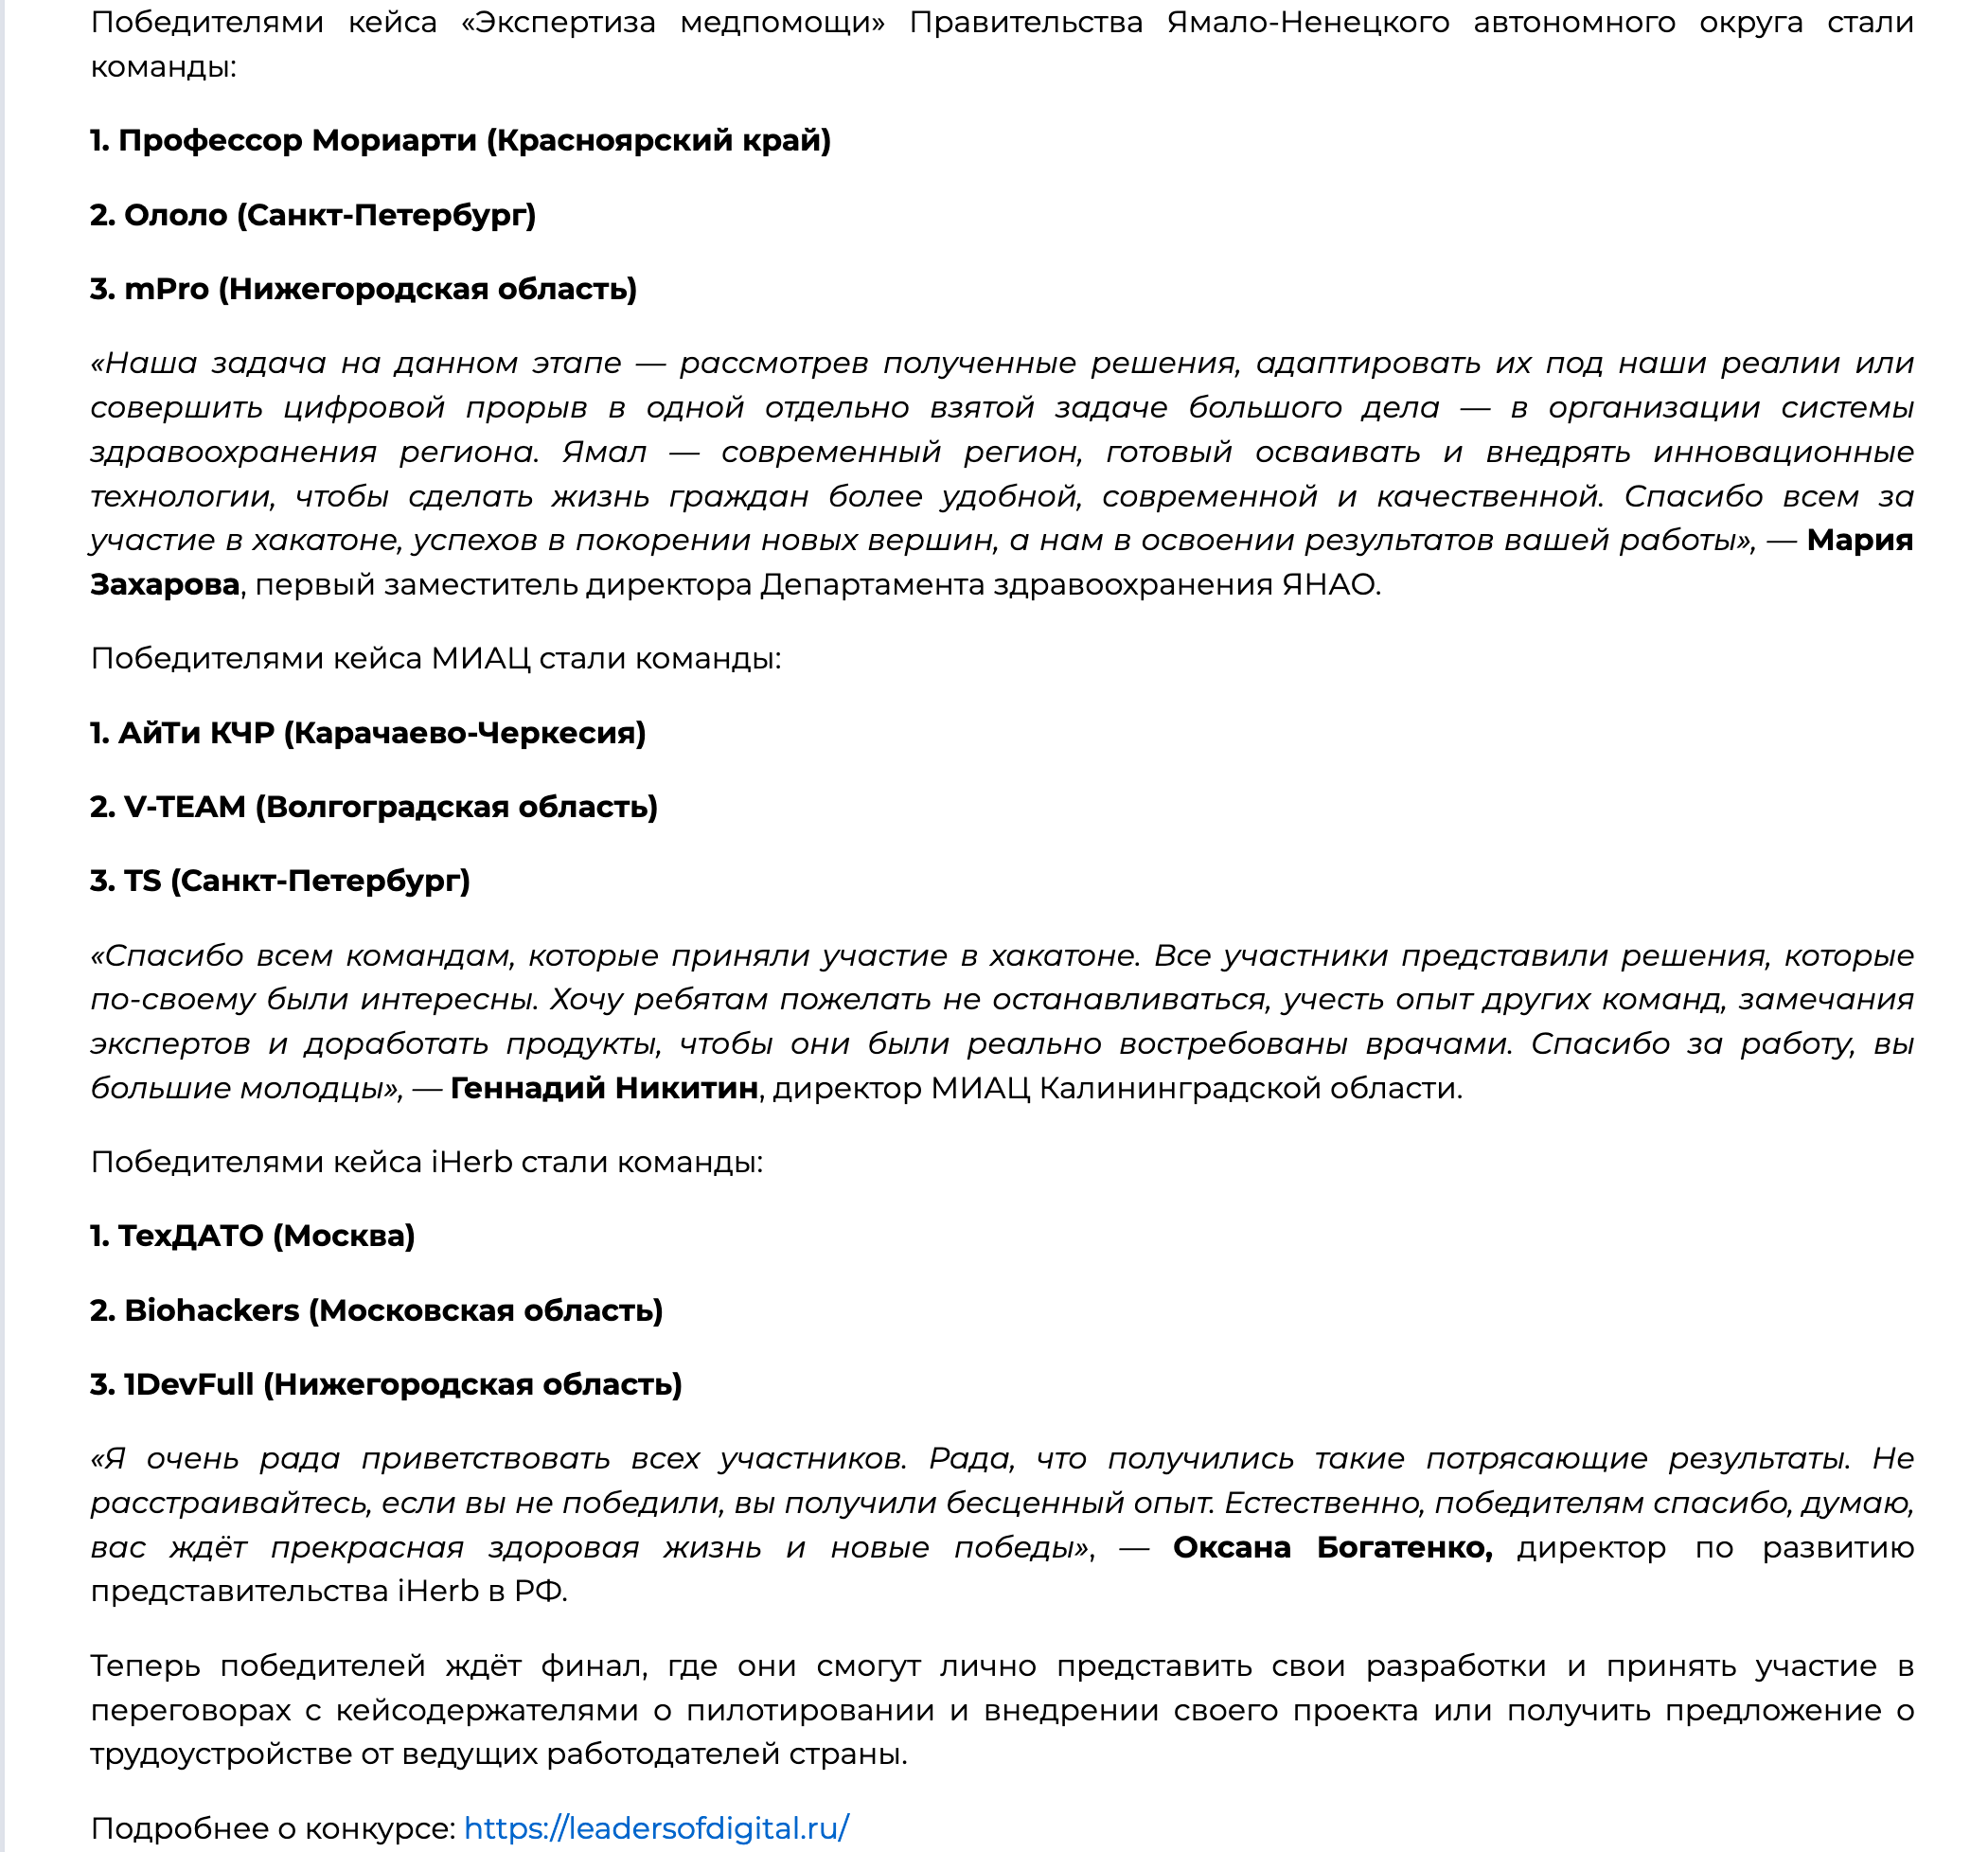 Победителями кейса «Экспертиза медпомощи» Правительства Ямало-Ненецкого автономного округа стали
команды:
1. Профессор Мориарти (Красноярский край)
2. Ололо (Санкт-Петербург)
3. mPro (Нижегородская область)
«Наша задача на данном этапе — рассмотрев полученные решения, адаптировать их под наши реалии или
совершить цифровой прорыв в одной отдельно взятой задаче большого дела — в организации системы
здравоохранения региона. Ямал — современный регион, готовый осваивать и внедрять инновационные
технологии, чтобы сделать жизнь граждан более удобной, современной и качественной. Спасибо всем за
участие в хакатоне, успехов в покорении новых вершин, а нам в освоении результатов вашей работы», — Мария
Захарова, первый заместитель директора Департамента здравоохранения ЯНАО.
Победителями кейса МИАЦ стали команды:
1. АйТи КЧР (Карачаево-Черкесия)
2. V-TEAM (Волгоградская область)
3. TS (Санкт-Петербург)
«Спасибо всем командам, которые приняли участие в хакатоне. Все участники представили решения, которые
по-своему были интересны. Хочу ребятам пожелать не останавливаться, учесть опыт других команд, замечания
экспертов и доработать продукты, чтобы они были реально востребованы врачами. Спасибо за работу, вы
большие молодцы», — Геннадий Никитин, директор МИАЦ Калининградской области.
Победителями кейса iHerb стали команды:
1. ТехДАТО (Москва)
2. Biohackers (Московская область)
3. 1DevFull (Нижегородская область)
«Я очень рада приветствовать всех участников. Рада, что получились такие потрясающие результаты. Не
расстраивайтесь, если вы не победили, вы получили бесценный опыт. Естественно, победителям спасибо, думаю,
вас ждёт прекрасная здоровая жизнь и новые победы», — Оксана Богатенко, директор по развитию
представительства iHerb в РФ.
Теперь победителей ждёт финал, где они смогут лично представить свои разработки и принять участие в
переговорах с кейсодержателями о пилотировании и внедрении своего проекта или получить предложение о
трудоустройстве от ведущих работодателей страны.
Подробнее о конкурсе: https://leadersofdigital.ru/